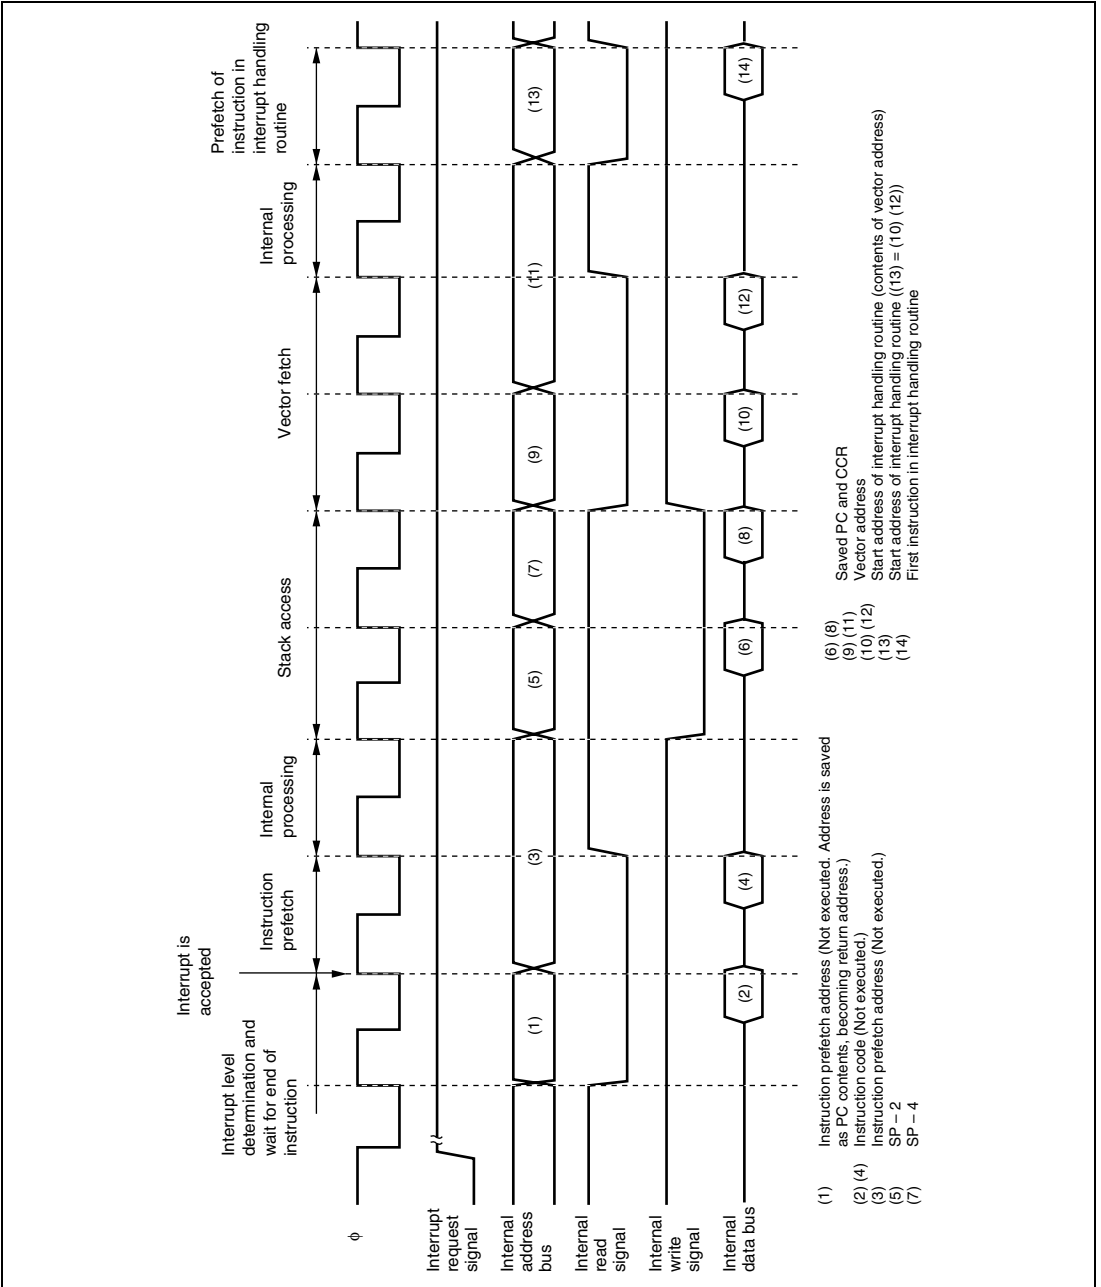 Interrupt level
determination and
wait for end of
instruction
Interrupt is
accepted
Instruction
prefetch
Internal
processing
Stack access
Vector fetch
Internal
processing
Prefetch of
instruction in
interrupt handling
routine
φ
Interrupt
request
signal
Internal
address
bus
(1)
(3)
(5)
(7)
(9)
(11)
(13)
Internal
read
signal
Internal
write
signal
Internal
data bus
(2)
(4)
(6)
(8)
(10)
(12)
(14)
(1) Instruction prefetch address (Not executed. Address is saved
as PC contents, becoming return address.)
(2) (4) Instruction code (Not executed.)
(3) Instruction prefetch address (Not executed.)
(5) SP – 2
(7) SP – 4
(6) (8) Saved PC and CCR
(9) (11) Vector address
(10) (12) Start address of interrupt handling routine (contents of vector address)
(13) Start address of interrupt handling routine ((13) = (10) (12))
(14) First instruction in interrupt handling routine